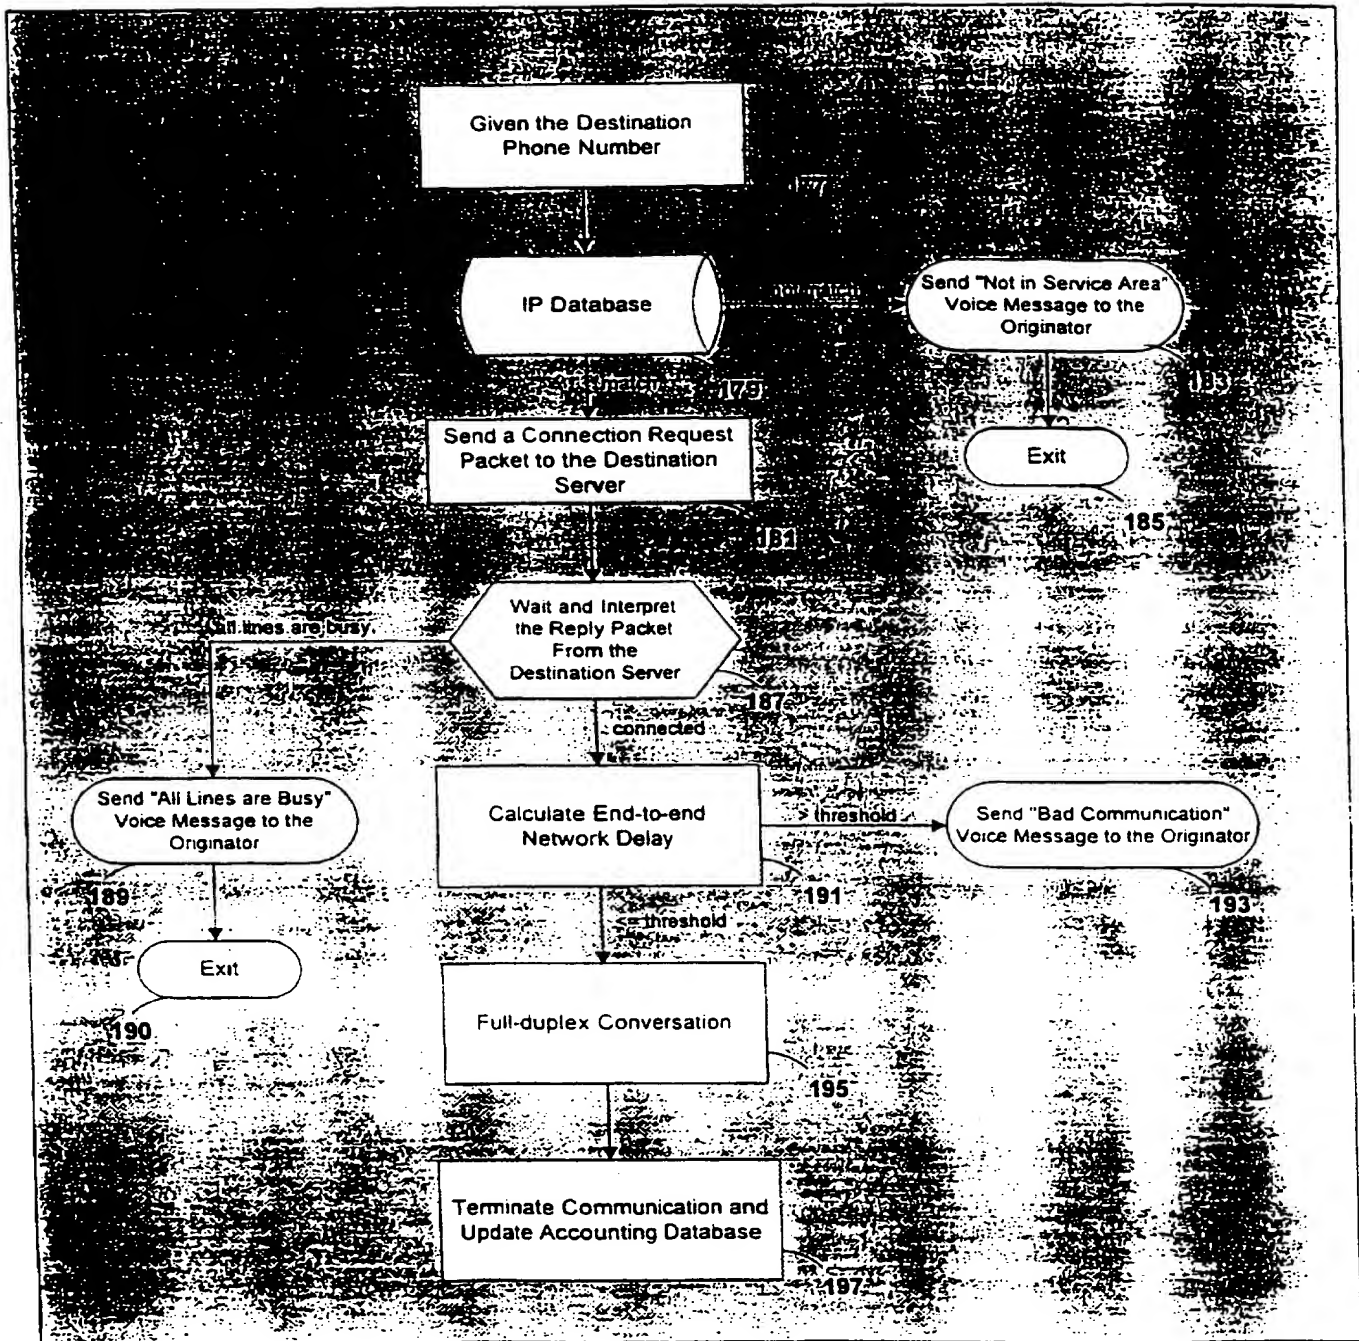 Given the Destination
Phone Number
177
IP Database
not match
Send "Not in Service Area"
Voice Message to the
Originator
matched
179
183
Send a Connection Request
Packet to the Destination
Server
Exit
181
185
Wait and Interpret
the Reply Packet
From the
Destination Server
all lines are busy.
187
connected
Send "All Lines are Busy"
Voice Message to the
Originator
Calculate End-to-end
Network Delay
> threshold
Send "Bad Communication"
Voice Message to the Originator
189
191
193
<= threshold
Exit
190
Full-duplex Conversation
195
Terminate Communication and
Update Accounting Database
197